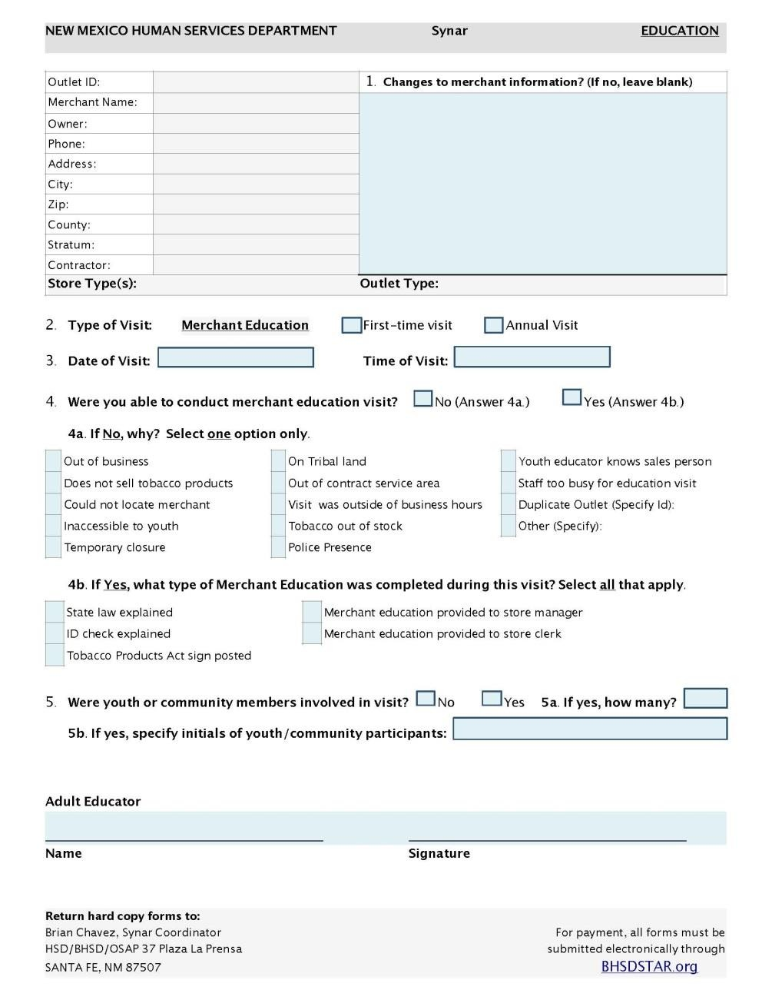 NEW MEXICO HUMAN SERVICES DEPARTMENT Synar EDUCATION
Outlet ID: 1. Changes to merchant information? (If no, leave blank)
Merchant Name:
Owner:
Phone:
Address:
City:
Zip:
County:
Stratum:
Contractor:
Store Type(s): Outlet Type:
2. Type of Visit: Merchant Education First-time visit Annual Visit
3. Date of Visit: Time of Visit:
4. Were you able to conduct merchant education visit? No (Answer 4a.) Yes (Answer 4b.)
4a. If No, why? Select one option only.
Out of business On Tribal land Youth educator knows sales person
Does not sell tobacco products Out of contract service area Staff too busy for education visit
Could not locate merchant Visit was outside of business hours Duplicate Outlet (Specify Id):
Inaccessible to youth Tobacco out of stock Other (Specify):
Temporary closure Police Presence
4b. If Yes, what type of Merchant Education was completed during this visit? Select all that apply.
State law explained Merchant education provided to store manager
ID check explained Merchant education provided to store clerk
Tobacco Products Act sign posted
5. Were youth or community members involved in visit? No Yes 5a. If yes, how many?
5b. If yes, specify initials of youth/community participants:
Adult Educator
Name Signature
Return hard copy forms to:
Brian Chavez, Synar Coordinator For payment, all forms must be
HSD/BHSD/OSAP 37 Plaza La Prensa submitted electronically through
SANTA FE, NM 87507 BHSDSTAR.org